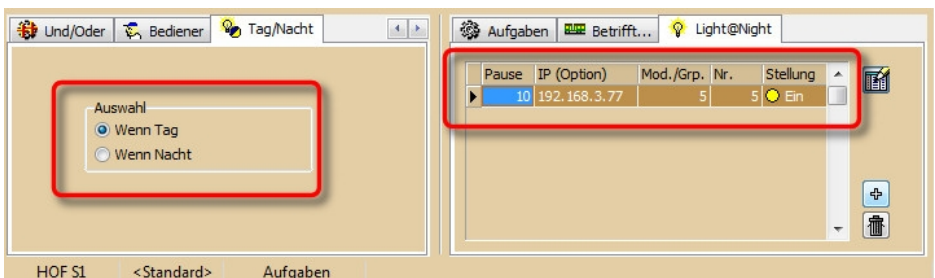 Und/Oder Bediener Tag/Nacht
Auswahl
Wenn Tag
Wenn Nacht
Aufgaben Betrifft... Light@Night
Pause IP (Option) Mod./Grp. Nr. Stellung
10 192.168.3.77 5 5 Ein
HOF S1 <Standard> Aufgaben